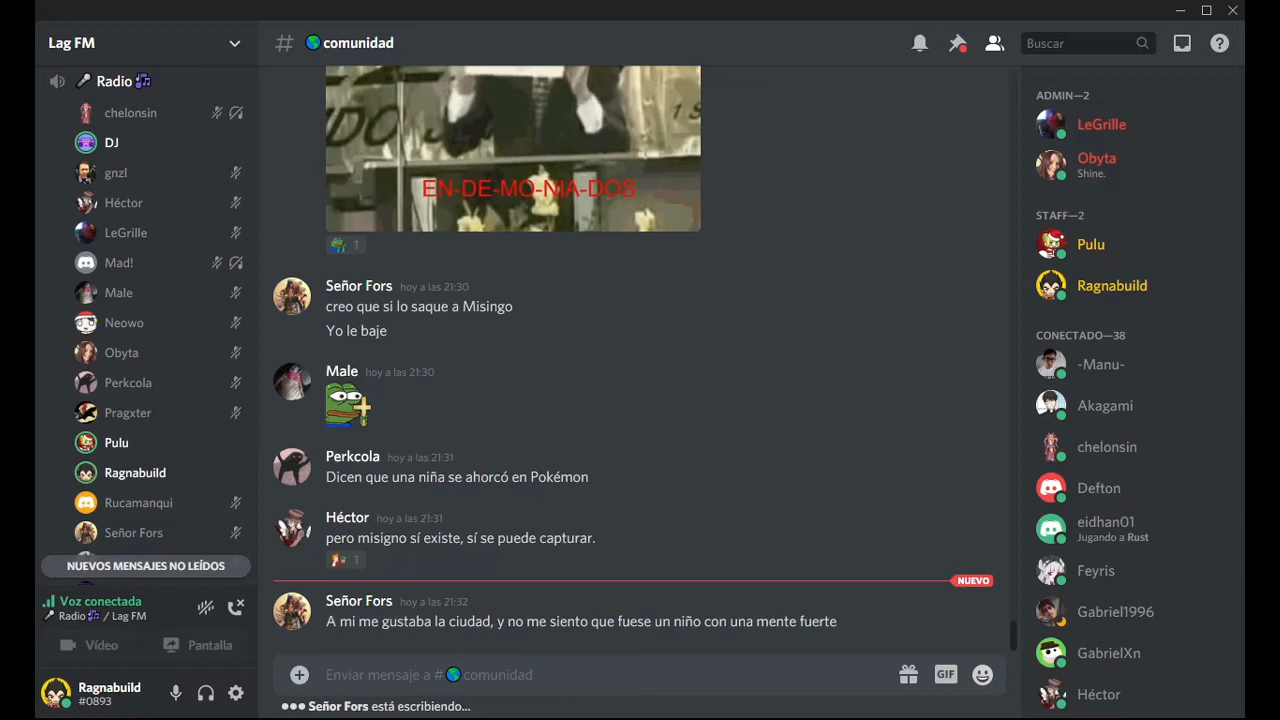 Lag FM
Radio
chelonsin
DJ
gnzl
Héctor
LeGrille
Mad!
Male
Neowo
Obyta
Perkcola
Pragxter
Pulu
Ragnabuild
Rucamanqui
Señor Fors
NUEVOS MENSAJES NO LEÍDOS
Voz conectada
Radio / Lag FM
Vídeo
Pantalla
Ragnabuild
#0893
# comunidad
Buscar
EN-DE-MO-NIA-DOS
1
Señor Fors hoy a las 21:30
creo que si lo saque a Misingo
Yo le baje
Male hoy a las 21:30
Perkcola hoy a las 21:31
Dicen que una niña se ahorcó en Pokémon
Héctor hoy a las 21:31
pero misigno sí existe, sí se puede capturar.
1
NUEVO
Señor Fors hoy a las 21:32
A mi me gustaba la ciudad, y no me siento que fuese un niño con una mente fuerte
Enviar mensaje a # comunidad
GIF
Señor Fors está escribiendo...
ADMIN—2
LeGrille
Obyta
Shine.
STAFF—2
Pulu
Ragnabuild
CONECTADO—38
-Manu-
Akagami
chelonsin
Defton
eidhan01
Jugando a Rust
Feyris
Gabriel1996
GabrielXn
Héctor